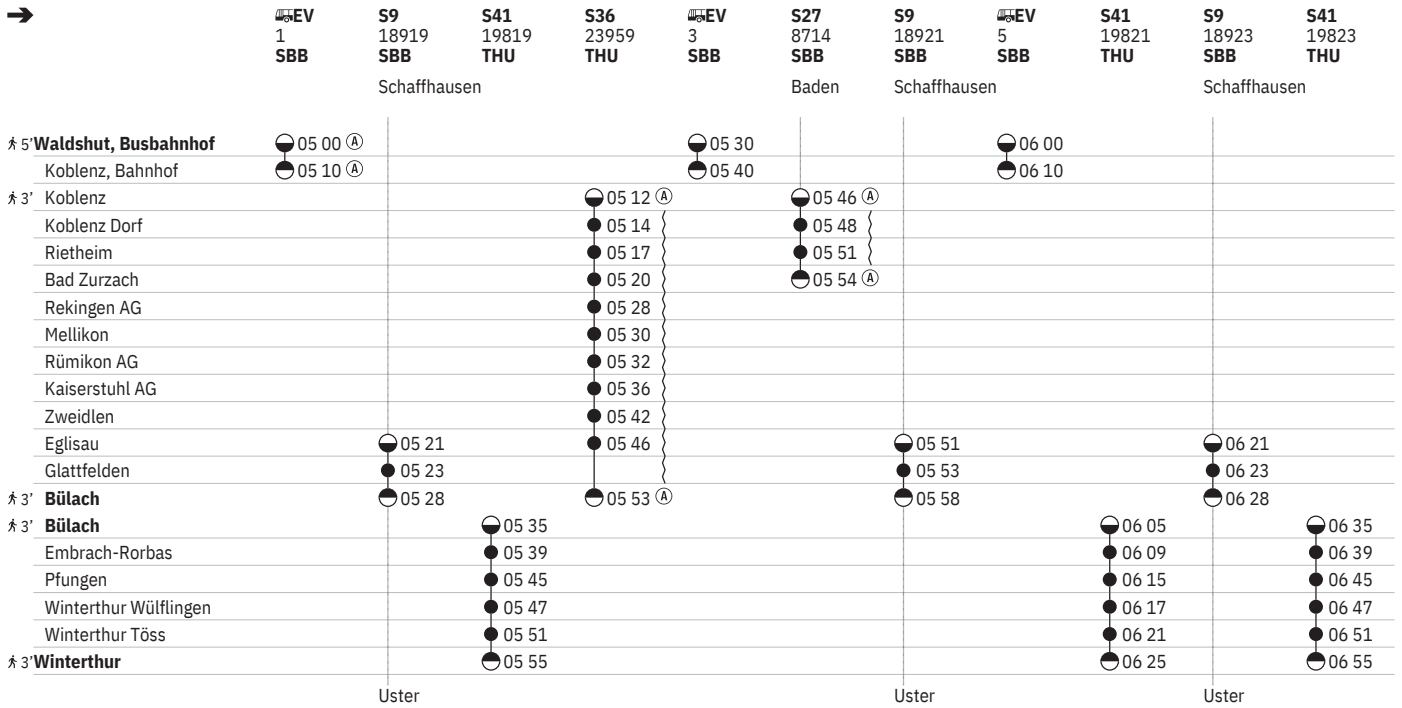 EV S9 S41 S36 EV S27 S9 EV S41 S9 S41
1 18919 19819 23959 3 8714 18921 5 19821 18923 19823
SBB SBB THU THU SBB SBB SBB SBB THU SBB THU
Schaffhausen Baden Schaffhausen Schaffhausen
5' Waldshut, Busbahnhof 05 00 A 05 30 06 00
Koblenz, Bahnhof 05 10 A 05 40 06 10
3' Koblenz 05 12 A 05 46 A
Koblenz Dorf 05 14 05 48
Rietheim 05 17 05 51
Bad Zurzach 05 20 05 54 A
Rekingen AG 05 28
Mellikon 05 30
Rümikon AG 05 32
Kaiserstuhl AG 05 36
Zweidlen 05 42
Eglisau 05 21 05 46 05 51 06 21
Glattfelden 05 23 05 53 06 23
3' Bülach 05 28 05 53 A 05 58 06 28
3' Bülach 05 35 06 05 06 35
Embrach-Rorbas 05 39 06 09 06 39
Pfungen 05 45 06 15 06 45
Winterthur Wülflingen 05 47 06 17 06 47
Winterthur Töss 05 51 06 21 06 51
3' Winterthur 05 55 06 25 06 55
Uster Uster Uster